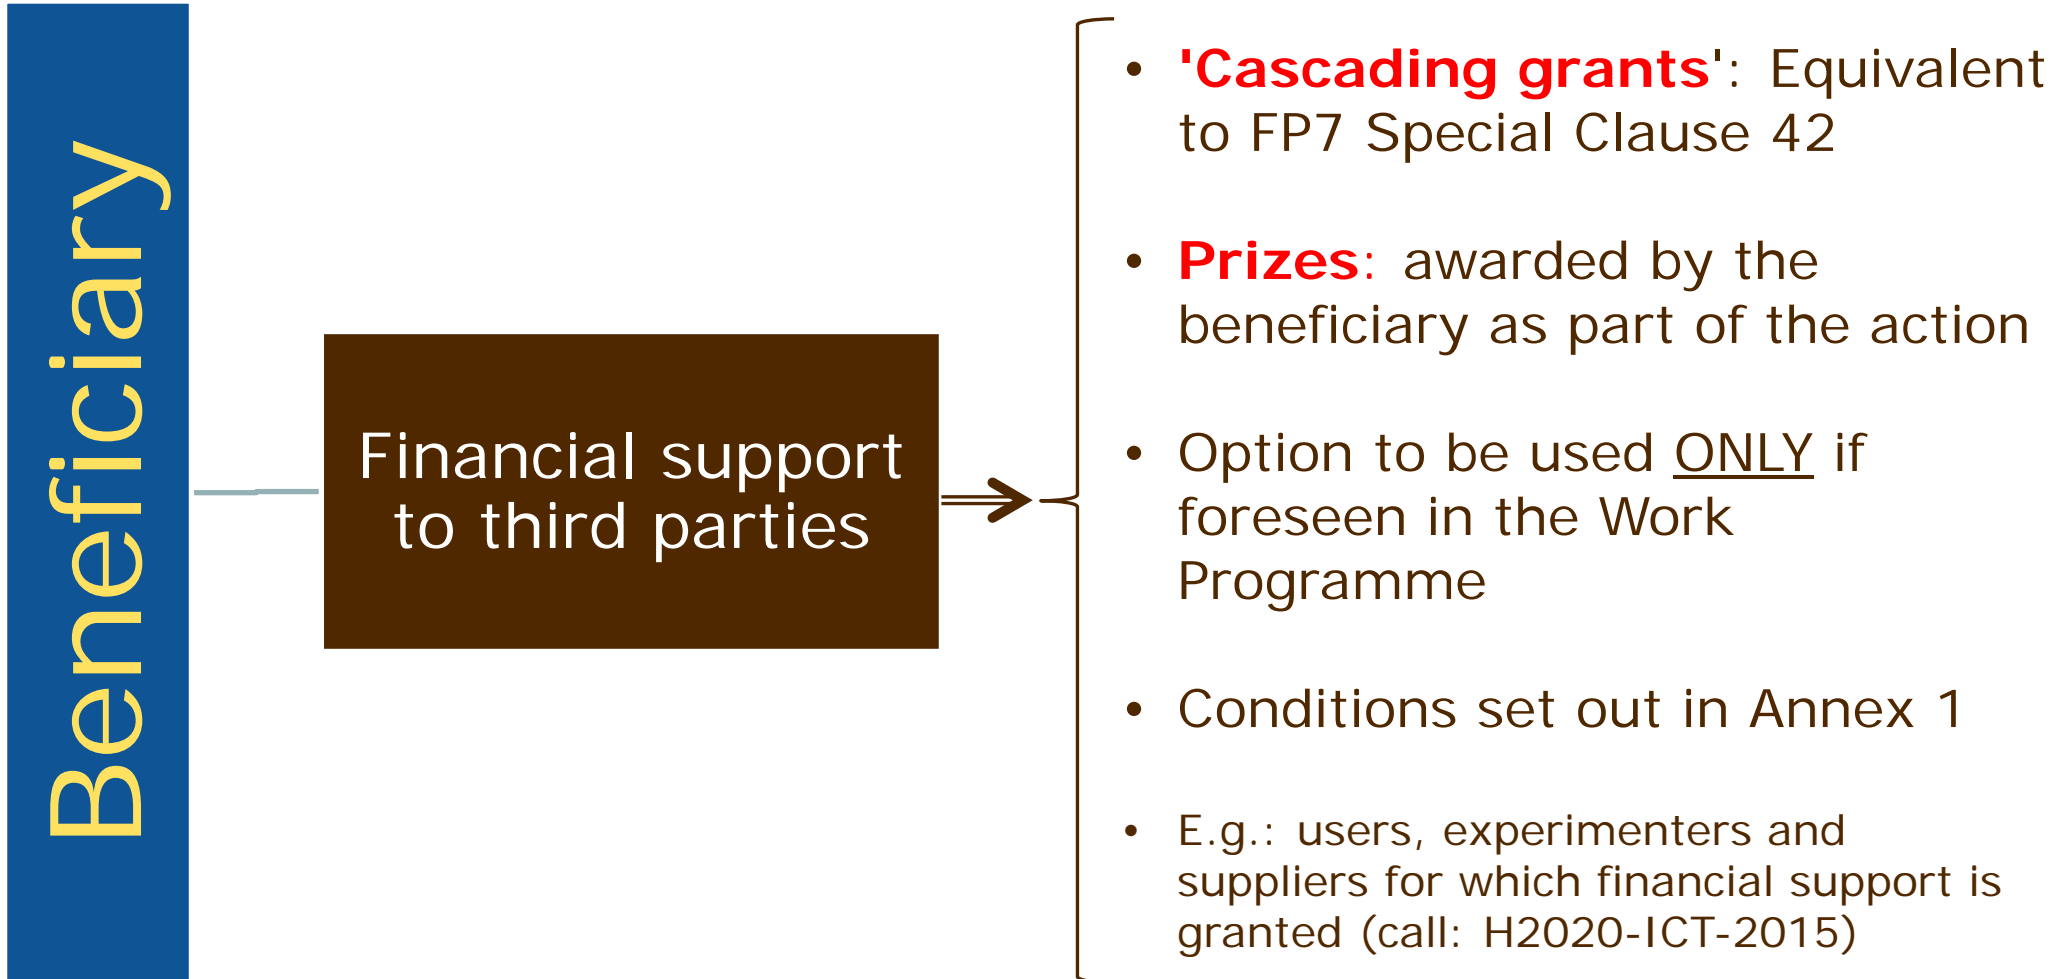 Beneficiary
Financial support
to third parties
• 'Cascading grants': Equivalent
to FP7 Special Clause 42
• Prizes: awarded by the
beneficiary as part of the action
• Option to be used ONLY if
foreseen in the Work
Programme
• Conditions set out in Annex 1
• E.g.: users, experimenters and
suppliers for which financial support is
granted (call: H2020-ICT-2015)